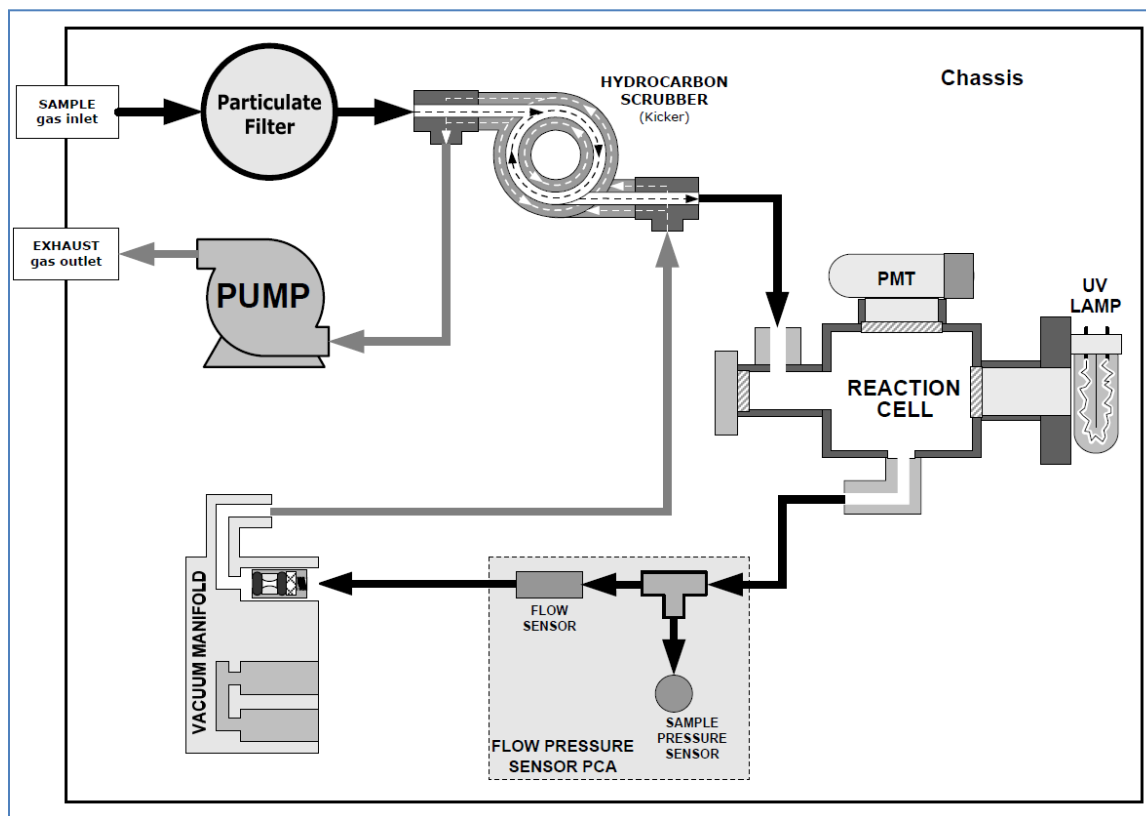 SAMPLE
gas inlet
Particulate
Filter
HYDROCARBON
SCRUBBER
(Kicker)
Chassis
EXHAUST
gas outlet
PUMP
PMT
UV
LAMP
REACTION
CELL
VACUUM MANIFOLD
FLOW
SENSOR
SAMPLE
PRESSURE
SENSOR
FLOW PRESSURE
SENSOR PCA